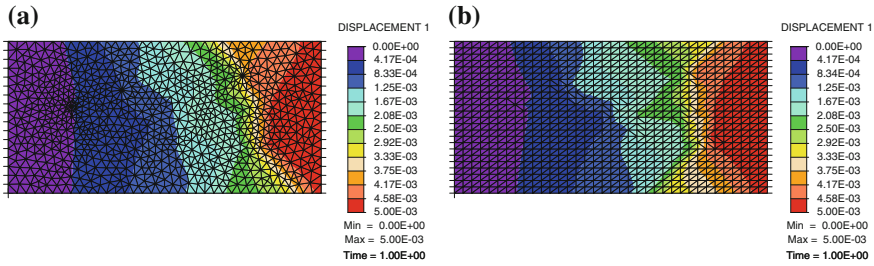 (a)
DISPLACEMENT 1
0.00E+00
4.17E-04
8.33E-04
1.25E-03
1.67E-03
2.08E-03
2.50E-03
2.92E-03
3.33E-03
3.75E-03
4.17E-03
4.58E-03
5.00E-03
Min = 0.00E+00
Max = 5.00E-03
Time = 1.00E+00
(b)
DISPLACEMENT 1
0.00E+00
4.17E-04
8.34E-04
1.25E-03
1.67E-03
2.08E-03
2.50E-03
2.92E-03
3.33E-03
3.75E-03
4.17E-03
4.58E-03
5.00E-03
Min = 0.00E+00
Max = 5.00E-03
Time = 1.00E+00